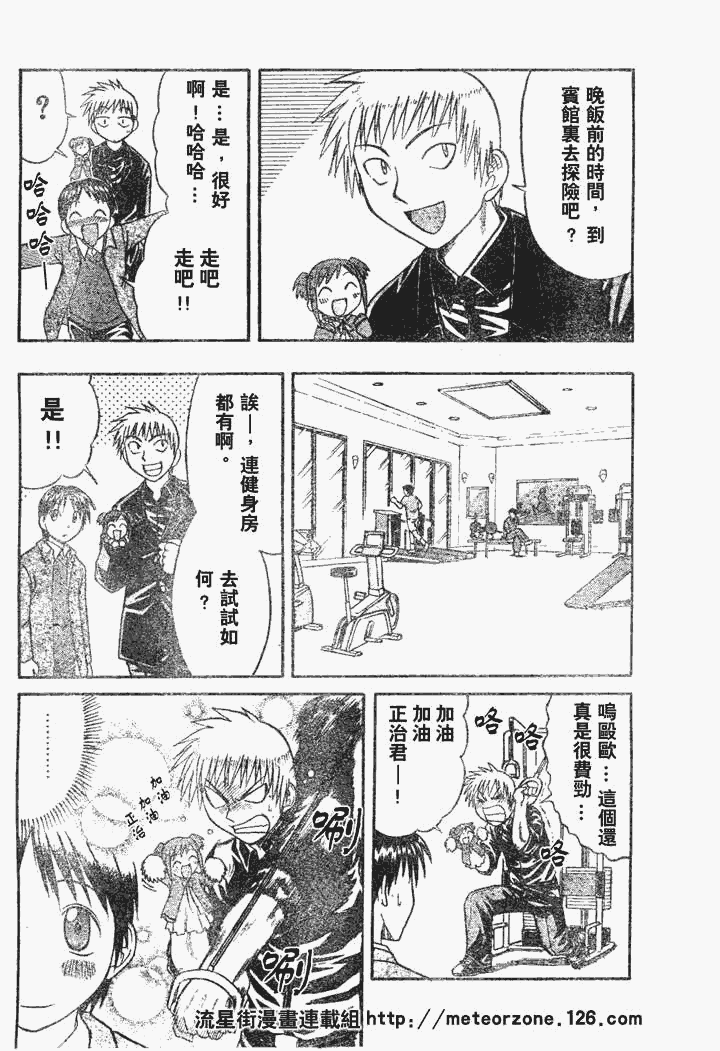 晚飯前的時間，到
賓館裏去探險吧？
是…是，很好
啊！哈哈哈…
走吧
走吧!!
？
哈哈哈—
誒—，連健身房
都有啊。
去試試如
何？
是!!
嗚毆歐…這個還
真是很費勁…
咯
咯
咯
加油
加油
正治君—!
唰
唰
加油
加油
正治
………
流星街漫畫連載組 http://meteorzone.126.com/